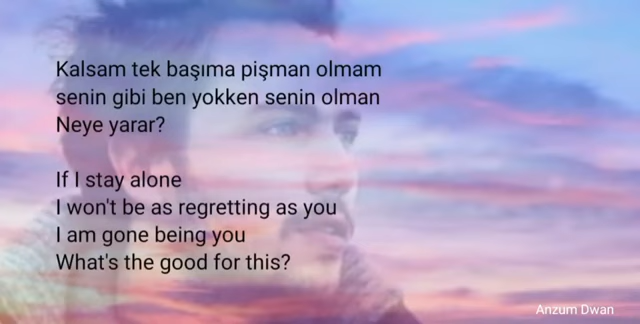 Kalsam tek başıma pişman olmam
senin gibi ben yokken senin olman
Neye yarar?
If I stay alone
I won't be as regretting as you
I am gone being you
What's the good for this?
Anzum Dwan